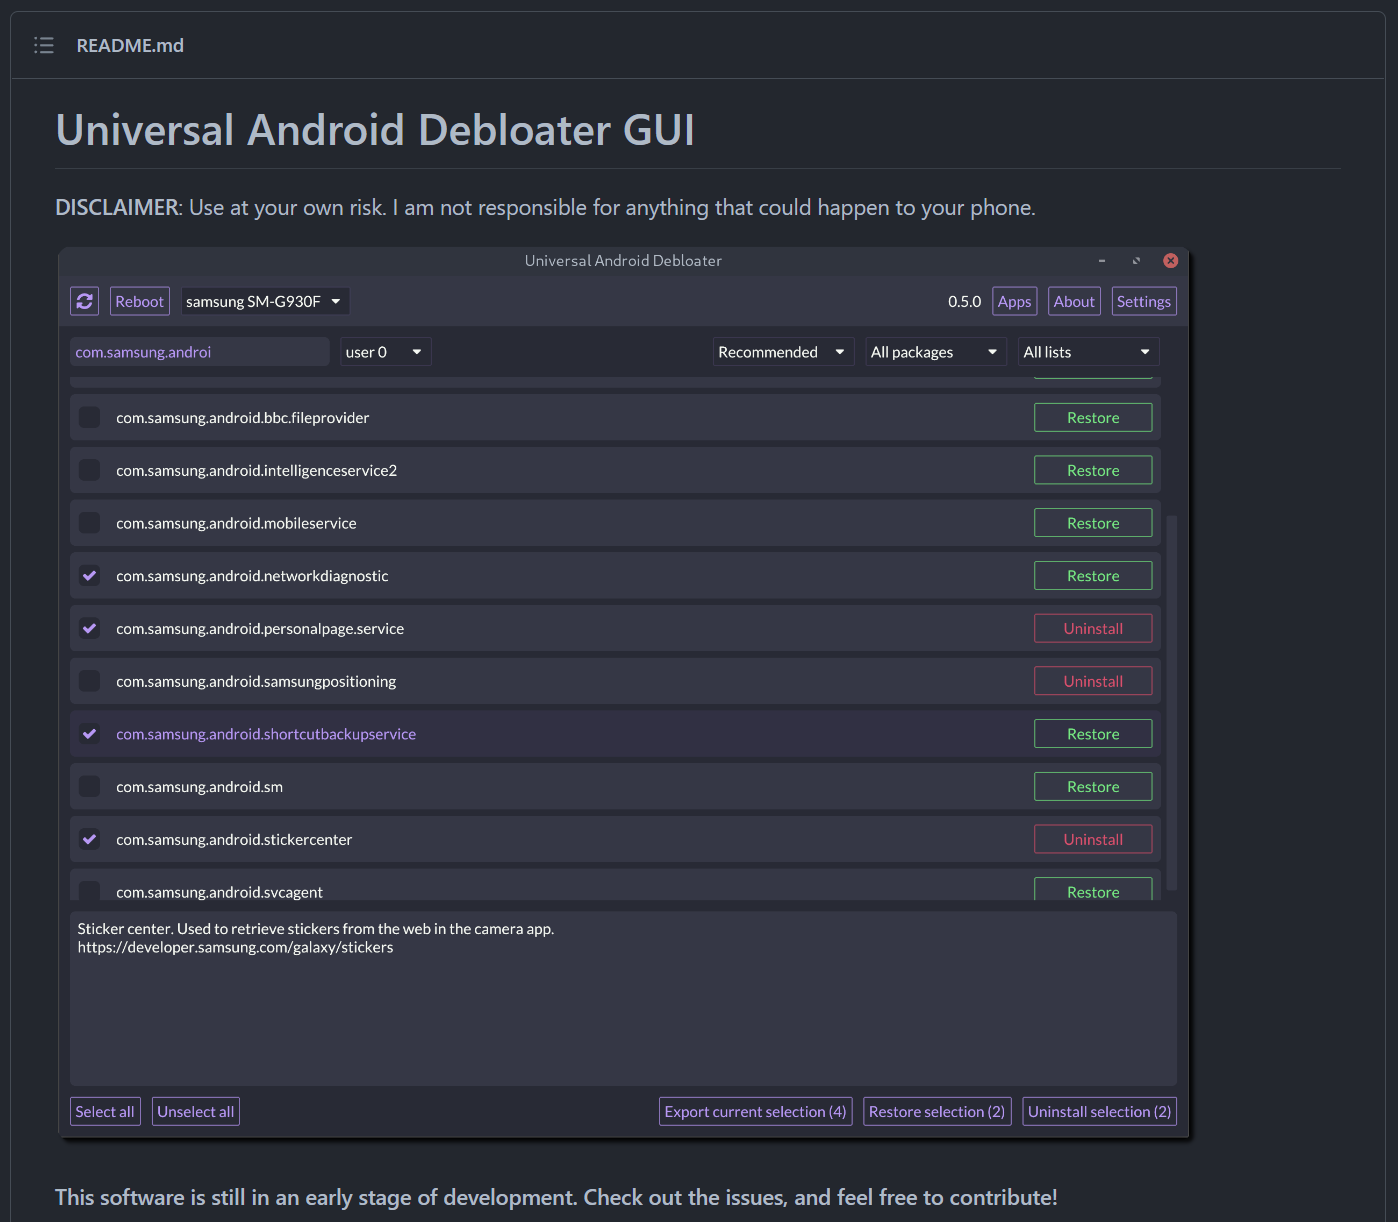 README.md
Universal Android Debloater GUI
DISCLAIMER: Use at your own risk. I am not responsible for anything that could happen to your phone.
Universal Android Debloater
Reboot samsung SM-G930F 0.5.0 Apps About Settings
com.samsung.androi user 0 Recommended All packages All lists
com.samsung.android.bbc.fileprovider Restore
com.samsung.android.intelligenceservice2 Restore
com.samsung.android.mobileservice Restore
com.samsung.android.networkdiagnostic Restore
com.samsung.android.personalpage.service Uninstall
com.samsung.android.samsungpositioning Uninstall
com.samsung.android.shortcutbackupservice Restore
com.samsung.android.sm Restore
com.samsung.android.stickercenter Uninstall
com.samsung.android.svcagent Restore
Sticker center. Used to retrieve stickers from the web in the camera app.
https://developer.samsung.com/galaxy/stickers
Select all Unselect all Export current selection (4) Restore selection (2) Uninstall selection (2)
This software is still in an early stage of development. Check out the issues, and feel free to contribute!